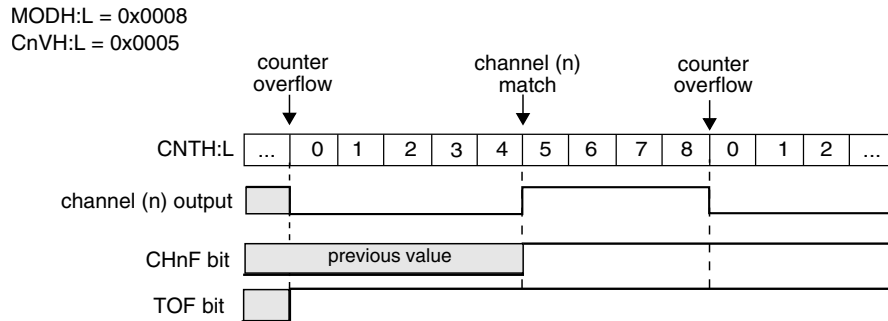 MODH:L = 0x0008
CnVH:L = 0x0005
counter
overflow
channel (n)
match
counter
overflow
CNTH:L ... 0 1 2 3 4 5 6 7 8 0 1 2 ...
channel (n) output
CHnF bit previous value
TOF bit